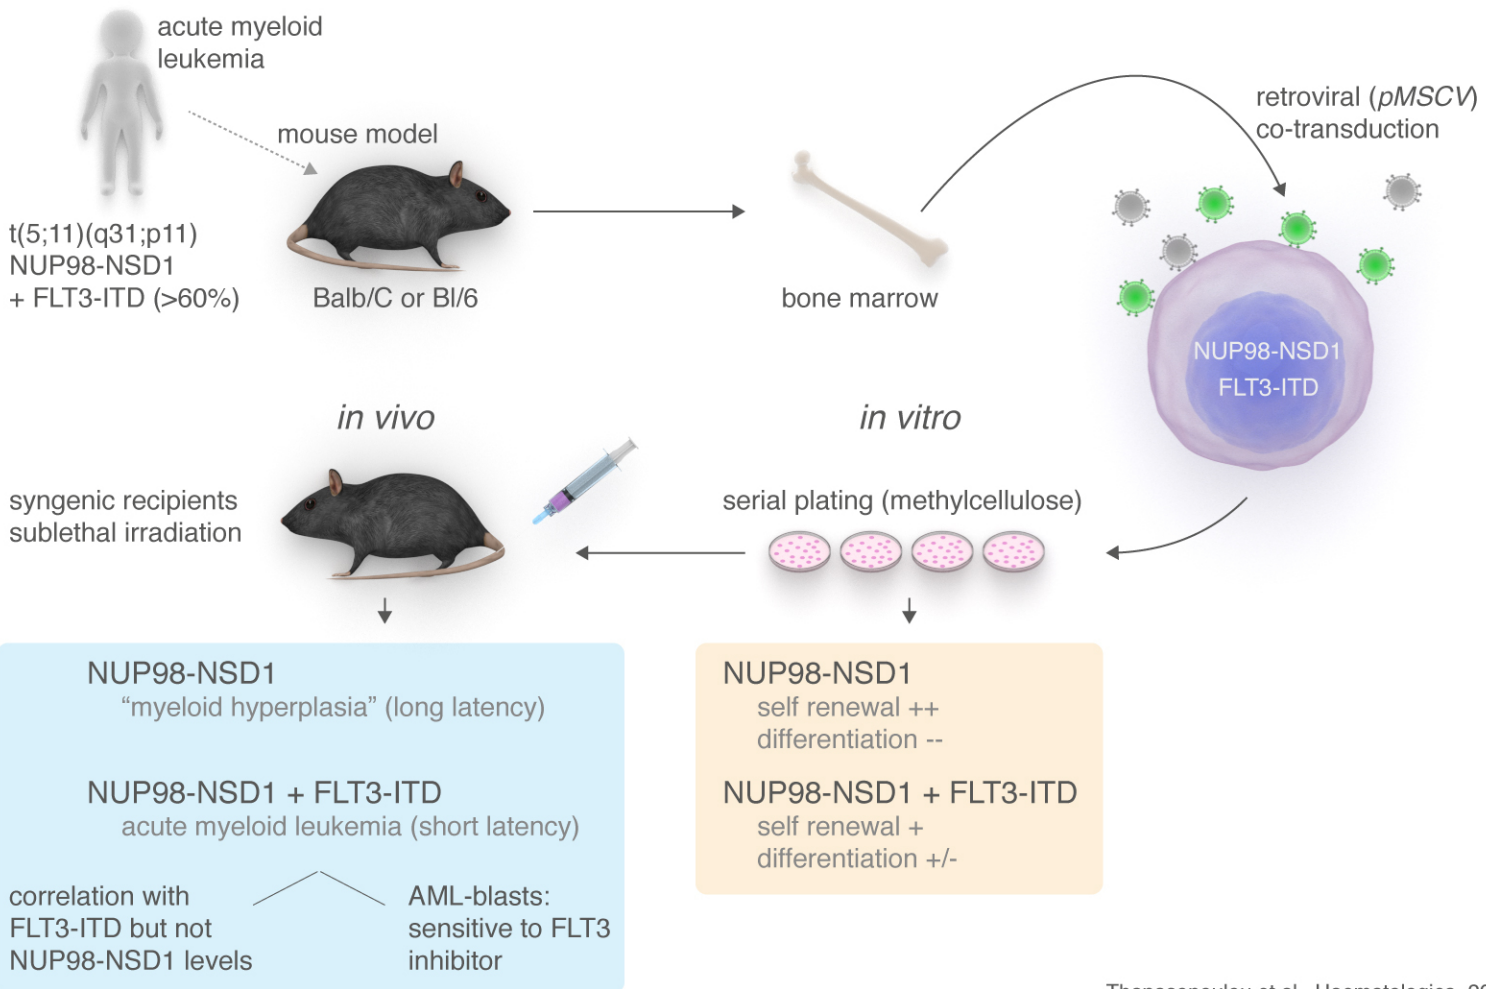 acute myeloid
leukemia
mouse model
retroviral (pMSCV)
co-transduction
t(5;11)(q31;p11)
NUP98-NSD1
+ FLT3-ITD (>60%)
Balb/C or Bl/6
bone marrow
NUP98-NSD1
FLT3-ITD
in vivo
in vitro
syngenic recipients
sublethal irradiation
serial plating (methylcellulose)
NUP98-NSD1
“myeloid hyperplasia” (long latency)
NUP98-NSD1 + FLT3-ITD
acute myeloid leukemia (short latency)
correlation with
FLT3-ITD but not
NUP98-NSD1 levels
AML-blasts:
sensitive to FLT3
inhibitor
NUP98-NSD1
self renewal ++
differentiation --
NUP98-NSD1 + FLT3-ITD
self renewal +
differentiation +/-